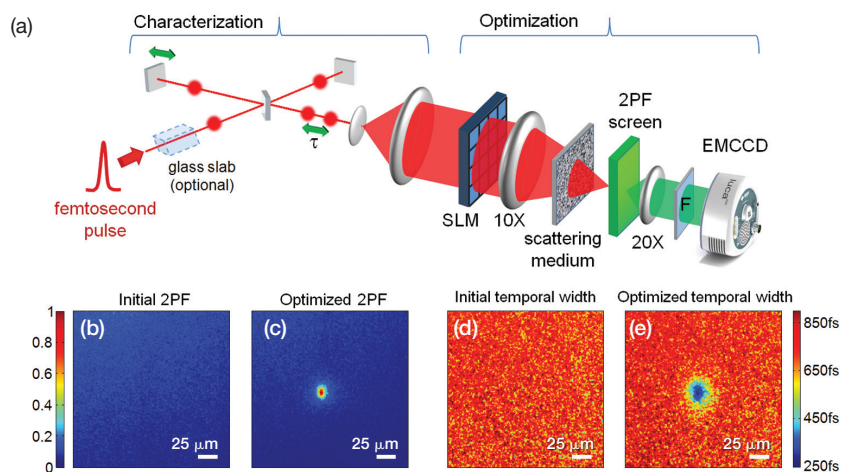 (a)
Characterization
Optimization
τ
glass slab
(optional)
femtosecond
pulse
SLM
10X
scattering
medium
2PF
screen
20X
F
EMCCD
luca
Initial 2PF
Optimized 2PF
Initial temporal width
Optimized temporal width
(b)
(c)
(d)
(e)
1
0.8
0.6
0.4
0.2
0
25 μm
25 μm
25 μm
25 μm
850fs
650fs
450fs
250fs